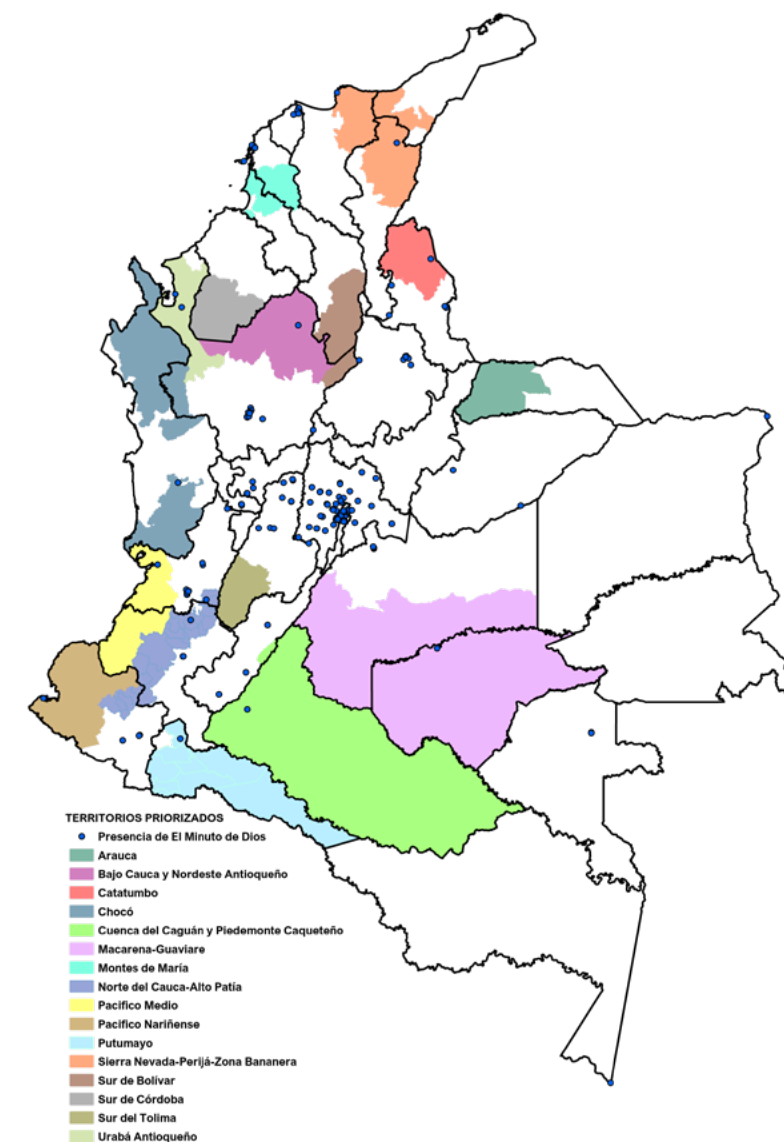 TERRITORIOS PRIORIZADOS
Presencia de El Minuto de Dios
Arauca
Bajo Cauca y Nordeste Antioqueño
Catatumbo
Chocó
Cuenca del Caguán y Piedemonte Caqueteño
Macarena-Guaviare
Montes de María
Norte del Cauca-Alto Patía
Pacifico Medio
Pacifico Nariñense
Putumayo
Sierra Nevada-Perijá-Zona Bananera
Sur de Bolívar
Sur de Córdoba
Sur del Tolima
Urabá Antioqueño